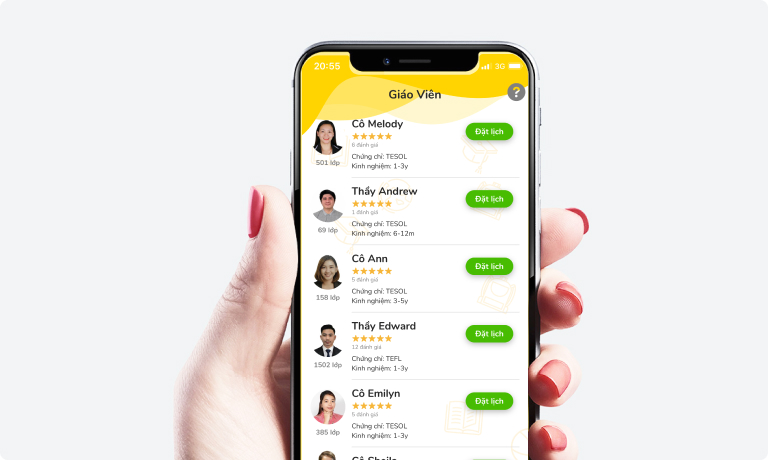 20:55
3G
Giáo Viên
?
Cô Melody
Đặt lịch
6 đánh giá
501 lớp
Chứng chỉ: TESOL
Kinh nghiệm: 1-3y
Thầy Andrew
Đặt lịch
1 đánh giá
69 lớp
Chứng chỉ: TESOL
Kinh nghiệm: 6-12m
Cô Ann
Đặt lịch
5 đánh giá
158 lớp
Chứng chỉ: TESOL
Kinh nghiệm: 3-5y
Thầy Edward
Đặt lịch
12 đánh giá
1502 lớp
Chứng chỉ: TEFL
Kinh nghiệm: 1-3y
Cô Emilyn
Đặt lịch
5 đánh giá
385 lớp
Chứng chỉ: TESOL
Kinh nghiệm: 1-3y